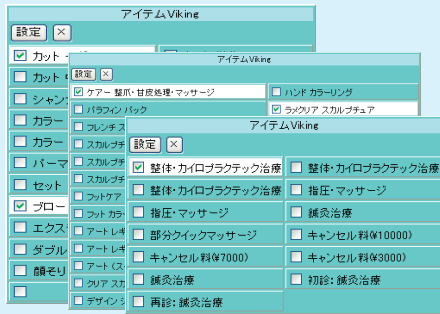 アイテムViking
設定 ×
カット
カット
シャン
カラー
カラー
パーマ
セット
ブロー
エクス
ダブル
顔そり
アイテムViking
設定 ×
ケアー 整爪・甘皮処理・マッサージ
ハンド カラーリング
パラフィン パック
ラメクリア スカルプチュア
フレンチス
スカルプチ
スカルプチ
スカルプチ
フットケア
フット カラ
アート レキ
アート レキ
アート (ス
クリア スカ
デザイン
アイテムViking
設定 ×
整体・カイロプラクテック治療
整体・カイロプラクテック治療
整体・カイロプラクテック治療
指圧・マッサージ
指圧・マッサージ
鍼灸治療
部分クイックマッサージ
キャンセル料(¥10000)
キャンセル料(¥7000)
キャンセル料(¥3000)
鍼灸治療
初診:鍼灸治療
再診:鍼灸治療